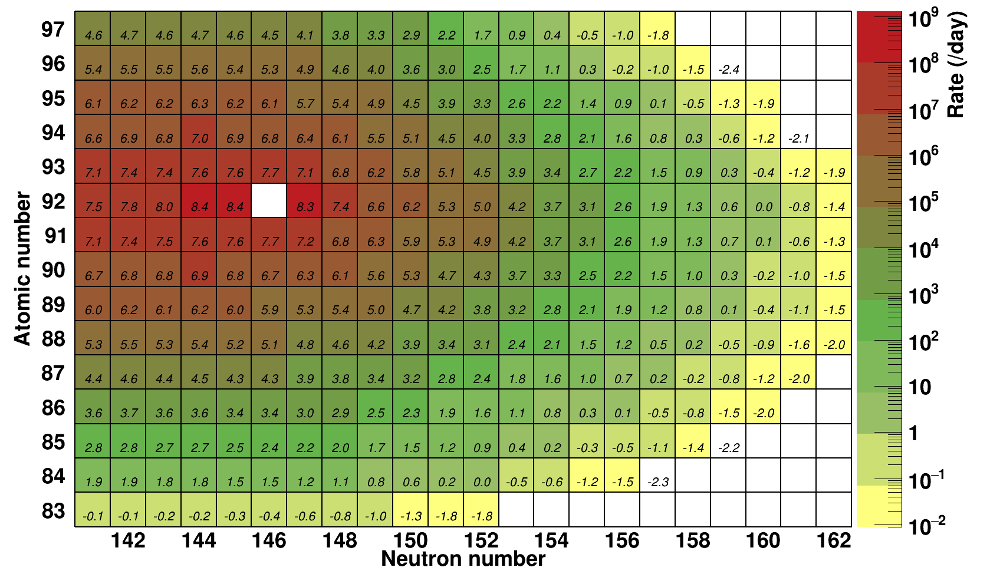 97 4.6 4.7 4.6 4.7 4.6 4.5 4.1 3.8 3.3 2.9 2.2 1.7 0.9 0.4 -0.5 -1.0 -1.8
96 5.4 5.5 5.5 5.6 5.4 5.3 4.9 4.6 4.0 3.6 3.0 2.5 1.7 1.1 0.3 -0.2 -1.0 -1.5 -2.4
95 6.1 6.2 6.2 6.3 6.2 6.1 5.7 5.4 4.9 4.5 3.9 3.3 2.6 2.2 1.4 0.9 0.1 -0.5 -1.3 -1.9
94 6.6 6.9 6.8 7.0 6.9 6.8 6.4 6.1 5.5 5.1 4.5 4.0 3.3 2.8 2.1 1.6 0.8 0.3 -0.6 -1.2 -2.1
93 7.1 7.4 7.4 7.6 7.6 7.7 7.1 6.8 6.2 5.8 5.1 4.5 3.9 3.4 2.7 2.2 1.5 0.9 0.3 -0.4 -1.2 -1.9
92 7.5 7.8 8.0 8.4 8.4 8.3 7.4 6.6 6.2 5.3 5.0 4.2 3.7 3.1 2.6 1.9 1.3 0.6 0.0 -0.8 -1.4
91 7.1 7.4 7.5 7.6 7.6 7.7 7.2 6.8 6.3 5.9 5.3 4.9 4.2 3.7 3.1 2.6 1.9 1.3 0.7 0.1 -0.6 -1.3
90 6.7 6.8 6.8 6.9 6.8 6.7 6.3 6.1 5.6 5.3 4.7 4.3 3.7 3.3 2.5 2.2 1.5 1.0 0.3 -0.2 -1.0 -1.5
89 6.0 6.2 6.1 6.2 6.0 5.9 5.3 5.4 5.0 4.7 4.2 3.8 3.2 2.8 2.1 1.9 1.2 0.8 0.1 -0.4 -1.1 -1.5
88 5.3 5.5 5.3 5.4 5.2 5.1 4.8 4.6 4.2 3.9 3.4 3.1 2.4 2.1 1.5 1.2 0.5 0.2 -0.5 -0.9 -1.6 -2.0
87 4.4 4.6 4.4 4.5 4.3 4.3 3.9 3.8 3.4 3.2 2.8 2.4 1.8 1.6 1.0 0.7 0.2 -0.2 -0.8 -1.2 -2.0
86 3.6 3.7 3.6 3.6 3.4 3.4 3.0 2.9 2.5 2.3 1.9 1.6 1.1 0.8 0.3 0.1 -0.5 -0.8 -1.5 -2.0
85 2.8 2.8 2.7 2.7 2.5 2.4 2.2 2.0 1.7 1.5 1.2 0.9 0.4 0.2 -0.3 -0.5 -1.1 -1.4 -2.2
84 1.9 1.9 1.8 1.8 1.5 1.5 1.2 1.1 0.8 0.6 0.2 0.0 -0.5 -0.6 -1.2 -1.5 -2.3
83 -0.1 -0.1 -0.2 -0.2 -0.3 -0.4 -0.6 -0.8 -1.0 -1.3 -1.8 -1.8
142 144 146 148 150 152 154 156 158 160 162
Neutron number
Atomic number
10⁹
10⁸
10⁷
10⁶
10⁵
10⁴
10³
10²
10
1
10⁻¹
10⁻²
Rate (/day)